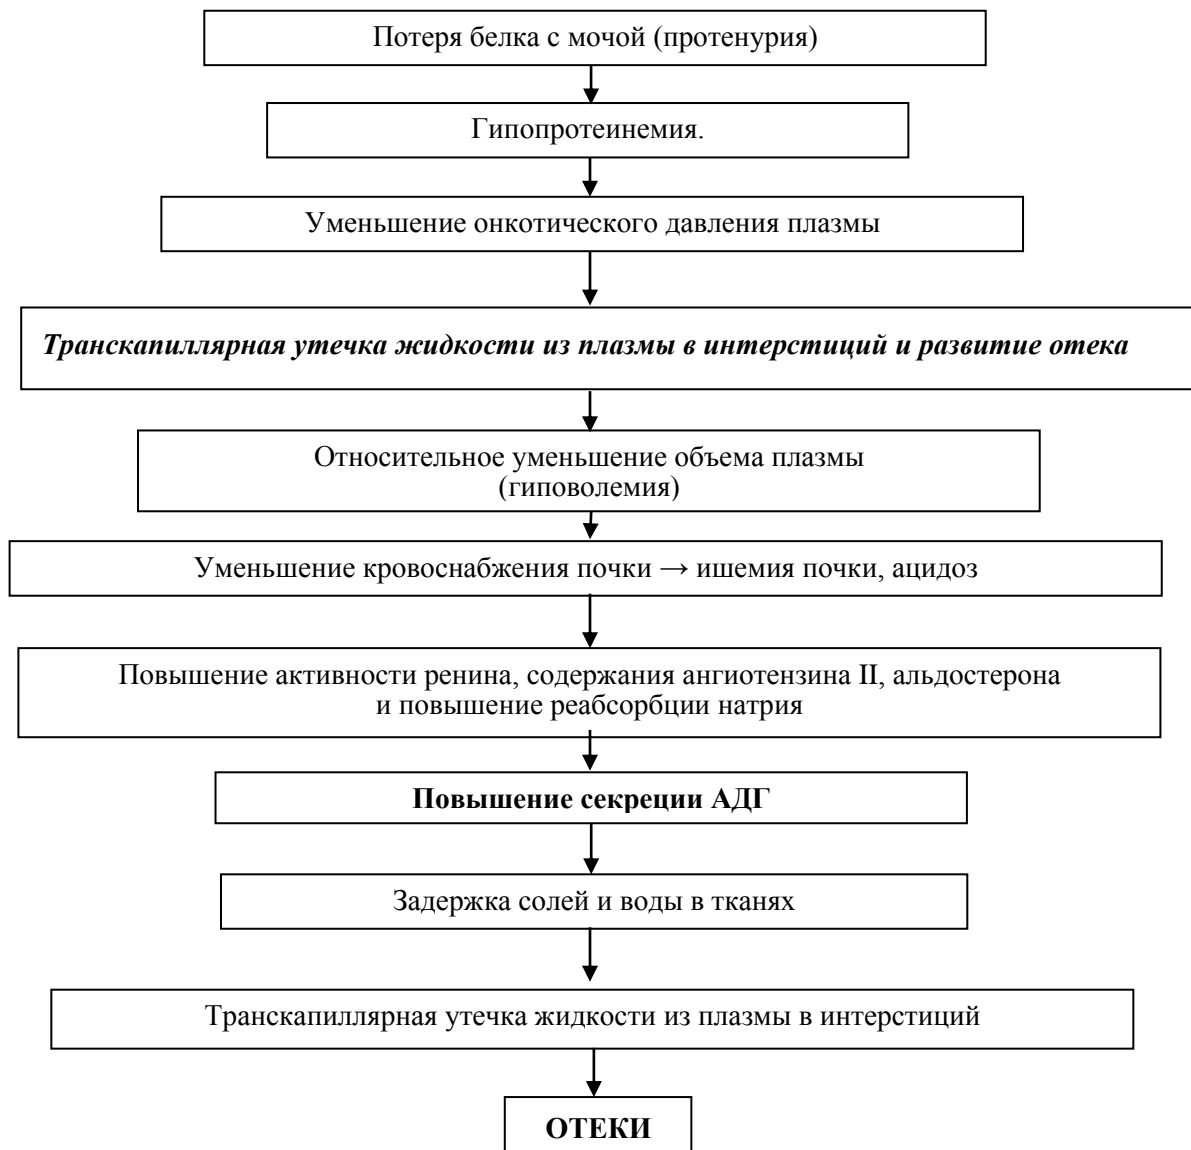 Потеря белка с мочой (протенурия)
Гипопротеинемия.
Уменьшение онкотического давления плазмы
Транскапиллярная утечка жидкости из плазмы в интерстиций и развитие отека
Относительное уменьшение объема плазмы
(гиповолемия)
Уменьшение кровоснабжения почки → ишемия почки, ацидоз
Повышение активности ренина, содержания ангиотензина II, альдостерона
и повышение реабсорбции натрия
Повышение секреции АДГ
Задержка солей и воды в тканях
Транскапиллярная утечка жидкости из плазмы в интерстиций
ОТЕКИ